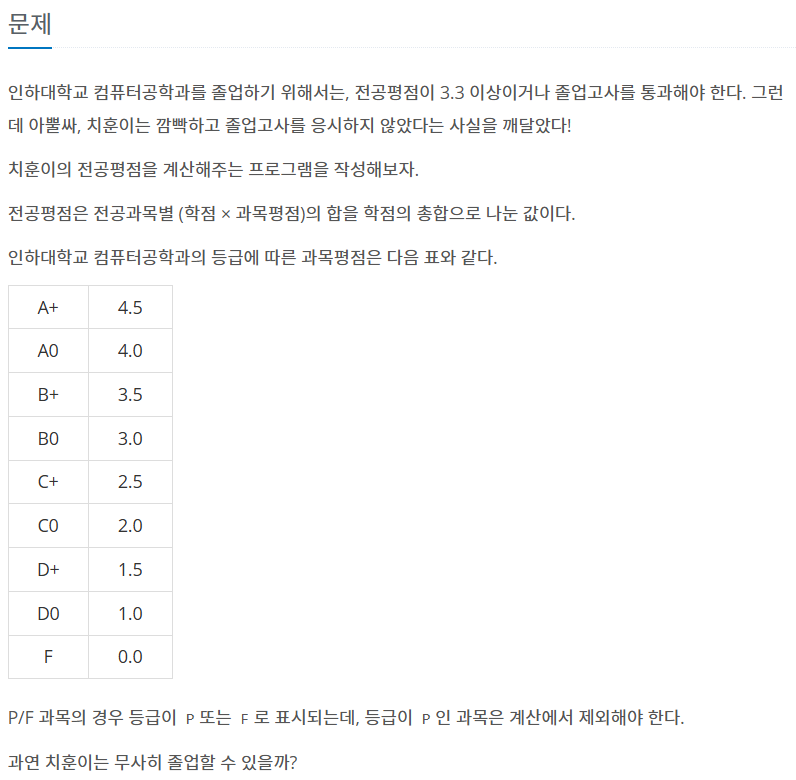 문제
인하대학교 컴퓨터공학과를 졸업하기 위해서는, 전공평점이 3.3 이상이거나 졸업고사를 통과해야 한다. 그런
데 아뿔싸, 치훈이는 깜빡하고 졸업고사를 응시하지 않았다는 사실을 깨달았다!
치훈이의 전공평점을 계산해주는 프로그램을 작성해보자.
전공평점은 전공과목별 (학점 × 과목평점)의 합을 학점의 총합으로 나눈 값이다.
인하대학교 컴퓨터공학과의 등급에 따른 과목평점은 다음 표와 같다.
A+ 4.5
A0 4.0
B+ 3.5
B0 3.0
C+ 2.5
C0 2.0
D+ 1.5
D0 1.0
F 0.0
P/F 과목의 경우 등급이 P 또는 F 로 표시되는데, 등급이 P 인 과목은 계산에서 제외해야 한다.
과연 치훈이는 무사히 졸업할 수 있을까?